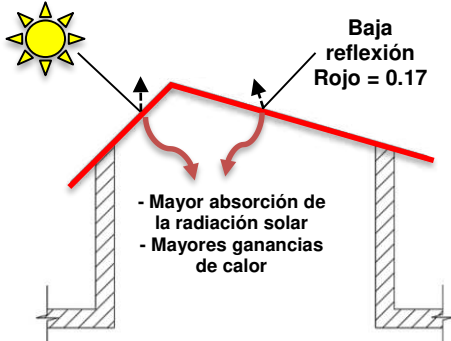 Baja
reflexión
Rojo = 0.17
- Mayor absorción de
la radiación solar
- Mayores ganancias
de calor